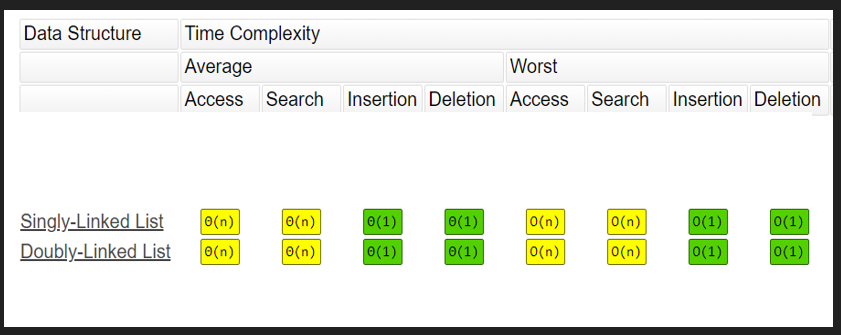 Data Structure Time Complexity
Average Worst
Access Search Insertion Deletion Access Search Insertion Deletion
Singly-Linked List Θ(n) Θ(n) Θ(1) Θ(1) O(n) O(n) O(1) O(1)
Doubly-Linked List Θ(n) Θ(n) Θ(1) Θ(1) O(n) O(n) O(1) O(1)